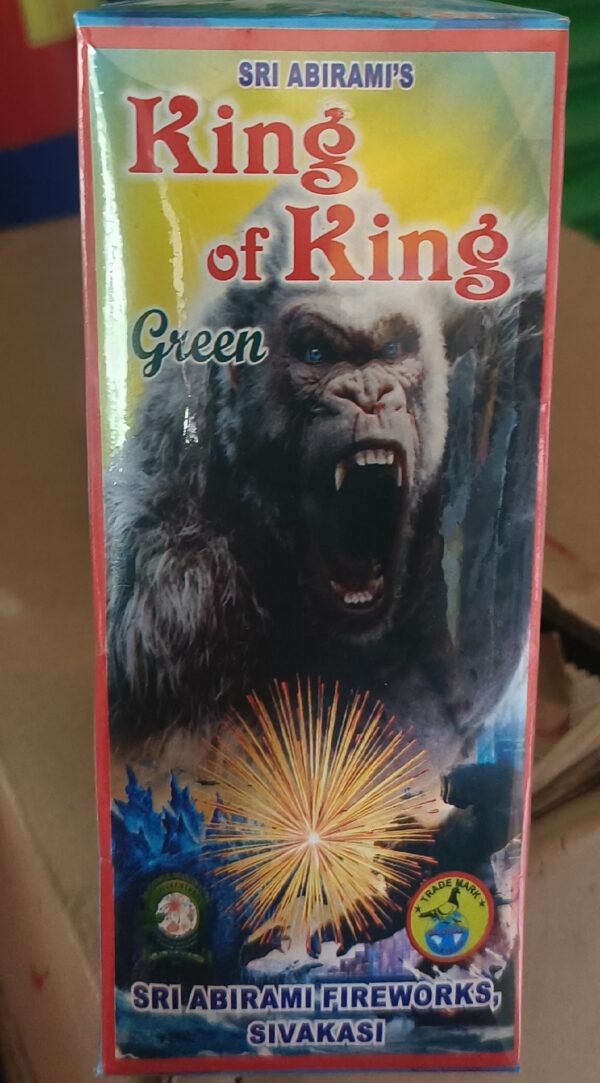 SRI ABIRAMI'S
King
of King
Green
TRADE MARK
SRI ABIRAMI FIREWORKS,
SIVAKASI